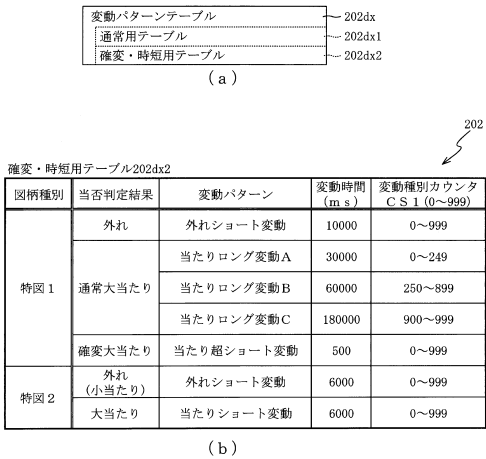 変動パターンテーブル 202dx
通常用テーブル 202dx1
確変・時短用テーブル 202dx2
(a)
202
確変・時短用テーブル202dx2
図柄種別 当否判定結果 変動パターン 変動時間(ms) 変動種別カウンタCS1(0～999)
特図1 外れ 外れショート変動 10000 0～999
通常大当たり 当たりロング変動A 30000 0～249
当たりロング変動B 60000 250～899
当たりロング変動C 180000 900～999
確変大当たり 当たり超ショート変動 500 0～999
特図2 外れ(小当たり) 外れショート変動 6000 0～999
大当たり 当たりショート変動 6000 0～999
(b)